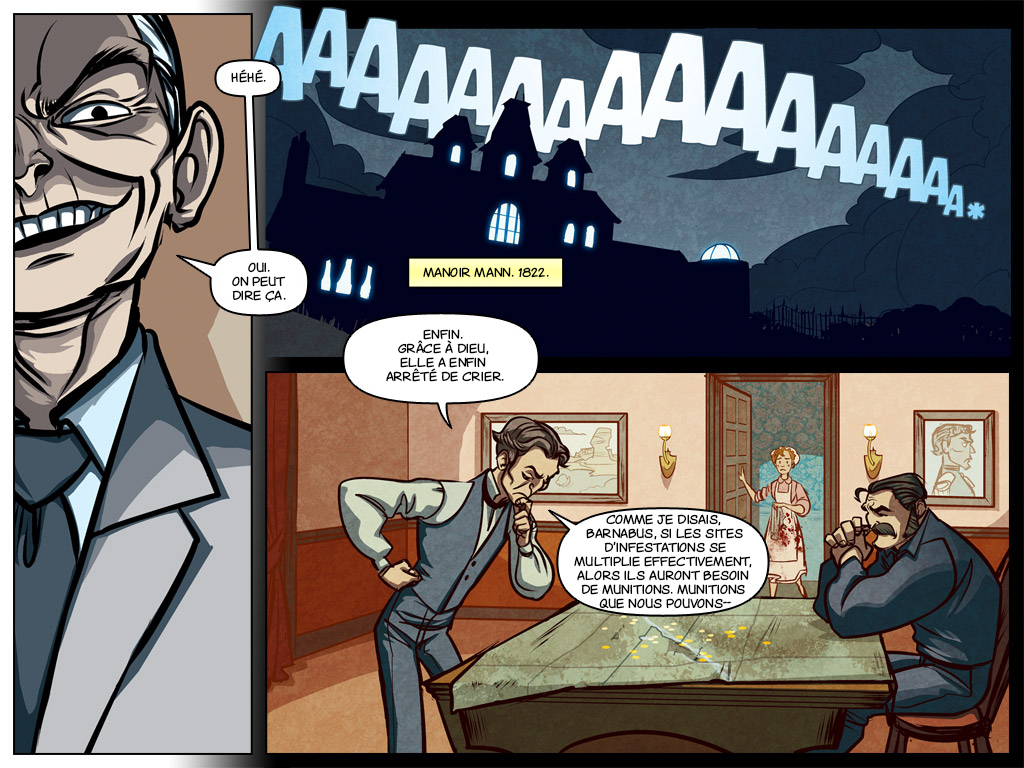 HÉHÉ.
OUI.
ON PEUT
DIRE ÇA.
AAAAAAAAAAAAAAAAA*
MANOIR MANN. 1822.
ENFIN.
GRÂCE À DIEU,
ELLE A ENFIN
ARRÊTÉ DE CRIER.
COMME JE DISAIS,
BARNABUS, SI LES SITES
D'INFESTATIONS SE
MULTIPLIE EFFECTIVEMENT,
ALORS ILS AURONT BESOIN
DE MUNITIONS. MUNITIONS
QUE NOUS POUVONS--